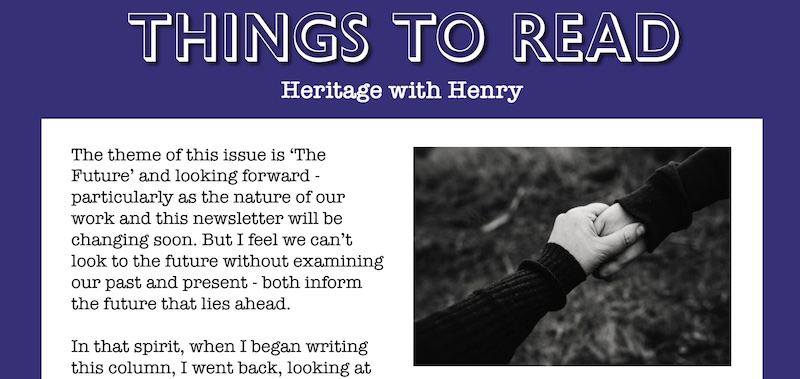 THINGS TO READ
Heritage with Henry
The theme of this issue is ‘The
Future’ and looking forward -
particularly as the nature of our
work and this newsletter will be
changing soon. But I feel we can’t
look to the future without examining
our past and present - both inform
the future that lies ahead.
In that spirit, when I began writing
this column, I went back, looking at